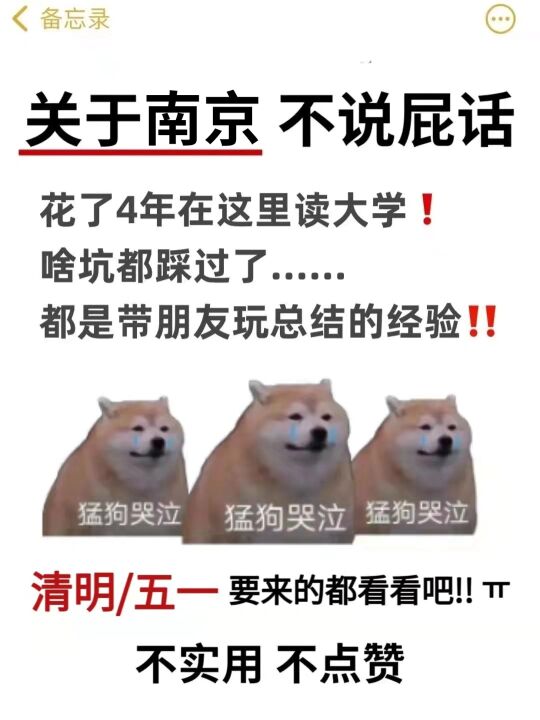 备忘录
关于南京 不说屁话
花了4年在这里读大学❗
啥坑都踩过了......
都是带朋友玩总结的经验‼️
猛狗哭泣
猛狗哭泣
猛狗哭泣
清明/五一 要来的都看看吧!! ㅠ
不实用 不点赞